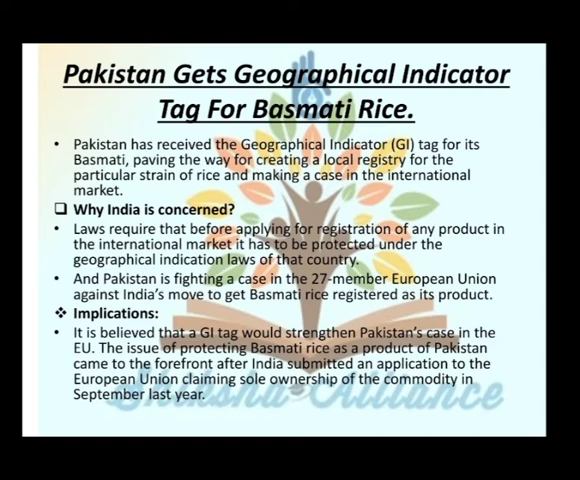 Pakistan Gets Geographical Indicator
Tag For Basmati Rice.
• Pakistan has received the Geographical Indicator (GI) tag for its
Basmati, paving the way for creating a local registry for the
particular strain of rice and making a case in the international
market.
❑ Why India is concerned?
• Laws require that before applying for registration of any product in
the international market it has to be protected under the
geographical indication laws of that country.
• And Pakistan is fighting a case in the 27-member European Union
against India's move to get Basmati rice registered as its product.
❖ Implications:
• It is believed that a GI tag would strengthen Pakistan's case in the
EU. The issue of protecting Basmati rice as a product of Pakistan
came to the forefront after India submitted an application to the
European Union claiming sole ownership of the commodity in
September last year.
Shiksha Alliance